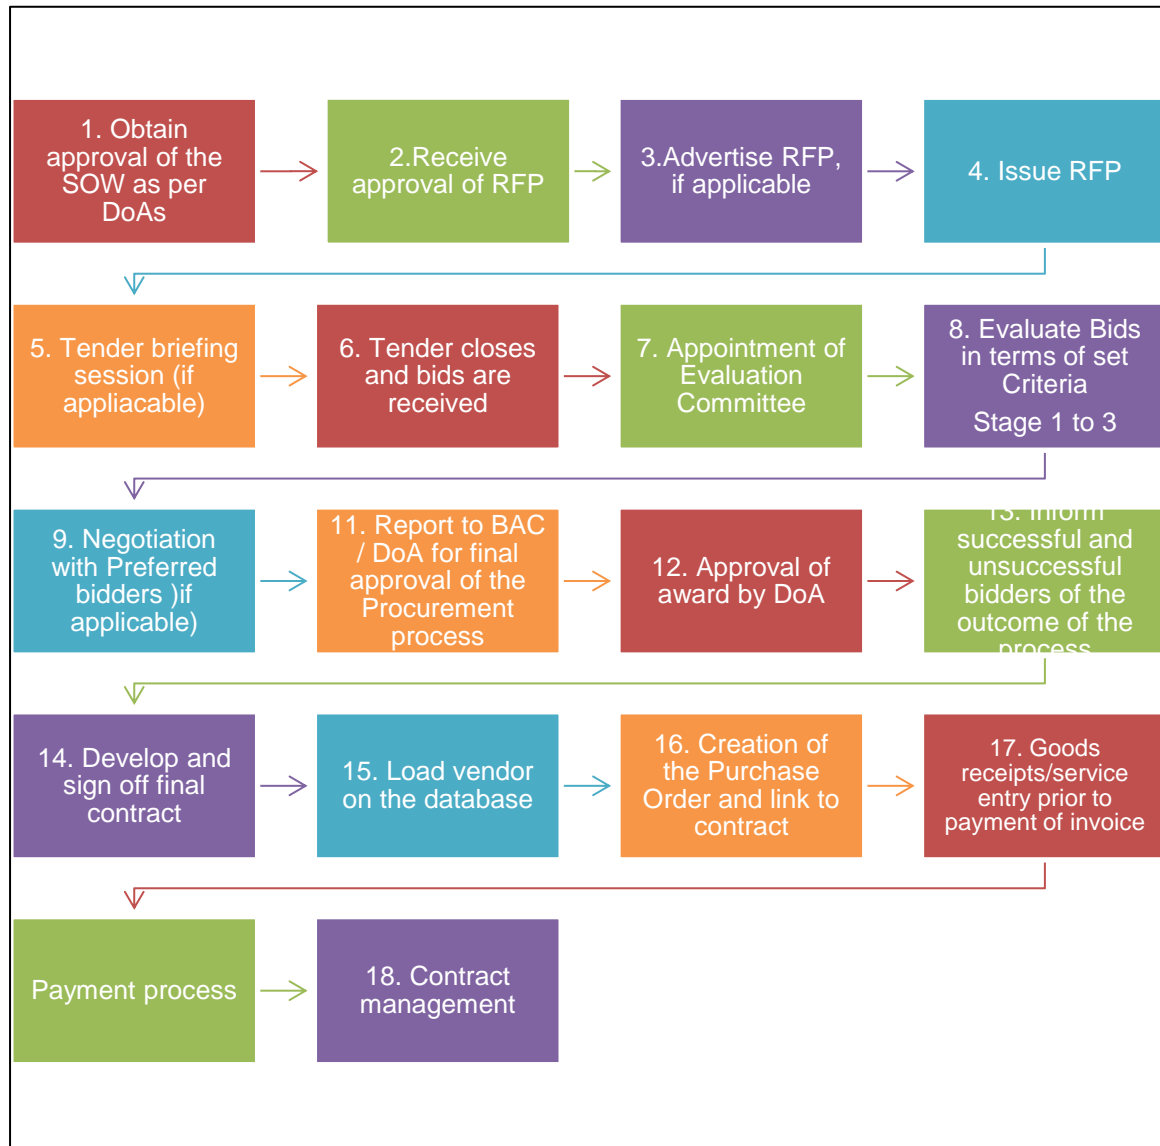 1. Obtain
approval of the
SOW as per
DoAs
2.Receive
approval of RFP
3.Advertise RFP,
if applicable
4. Issue RFP
5. Tender briefing
session (if
appliacable)
6. Tender closes
and bids are
received
7. Appointment of
Evaluation
Committee
8. Evaluate Bids
in terms of set
Criteria
Stage 1 to 3
9. Negotiation
with Preferred
bidders )if
applicable)
11. Report to BAC
/ DoA for final
approval of the
Procurement
process
12. Approval of
award by DoA
13. Inform
successful and
unsuccessful
bidders of the
outcome of the
process
14. Develop and
sign off final
contract
15. Load vendor
on the database
16. Creation of
the Purchase
Order and link to
contract
17. Goods
receipts/service
entry prior to
payment of invoice
Payment process
18. Contract
management